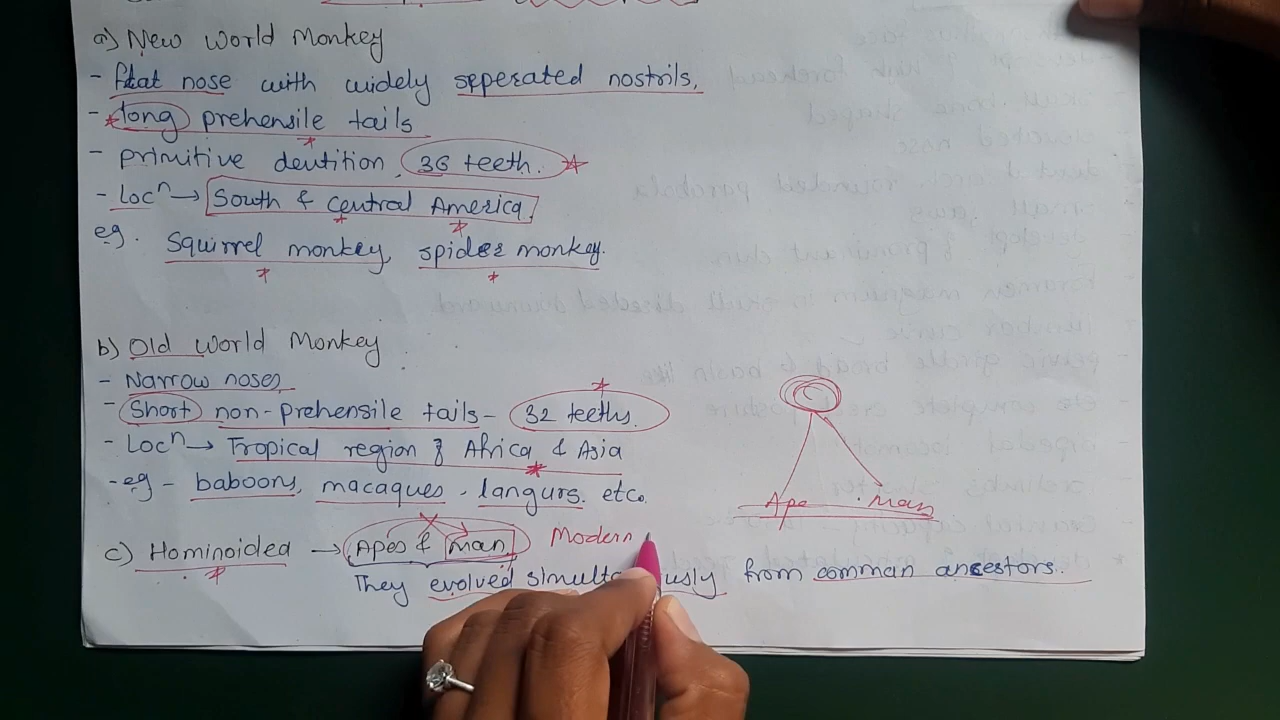 a) New World Monkey
- flat nose with widely sepperated nostrils,
- long prehensile tails
- primitive dentition, 36 teeth.
- Locⁿ → South & central America.
eg. Squirrel monkey, spider monkey.
b) Old world Monkey
- Narrow noses
- Short non-prehensile tails - 32 teeths.
- Locⁿ → Tropical region of Africa & Asia
- eg - baboons, macaques, langurs. etc.
Ape . Man
c) Hominoidea → Apes & man. Modern
They evolved simult usly from comman ancestors.